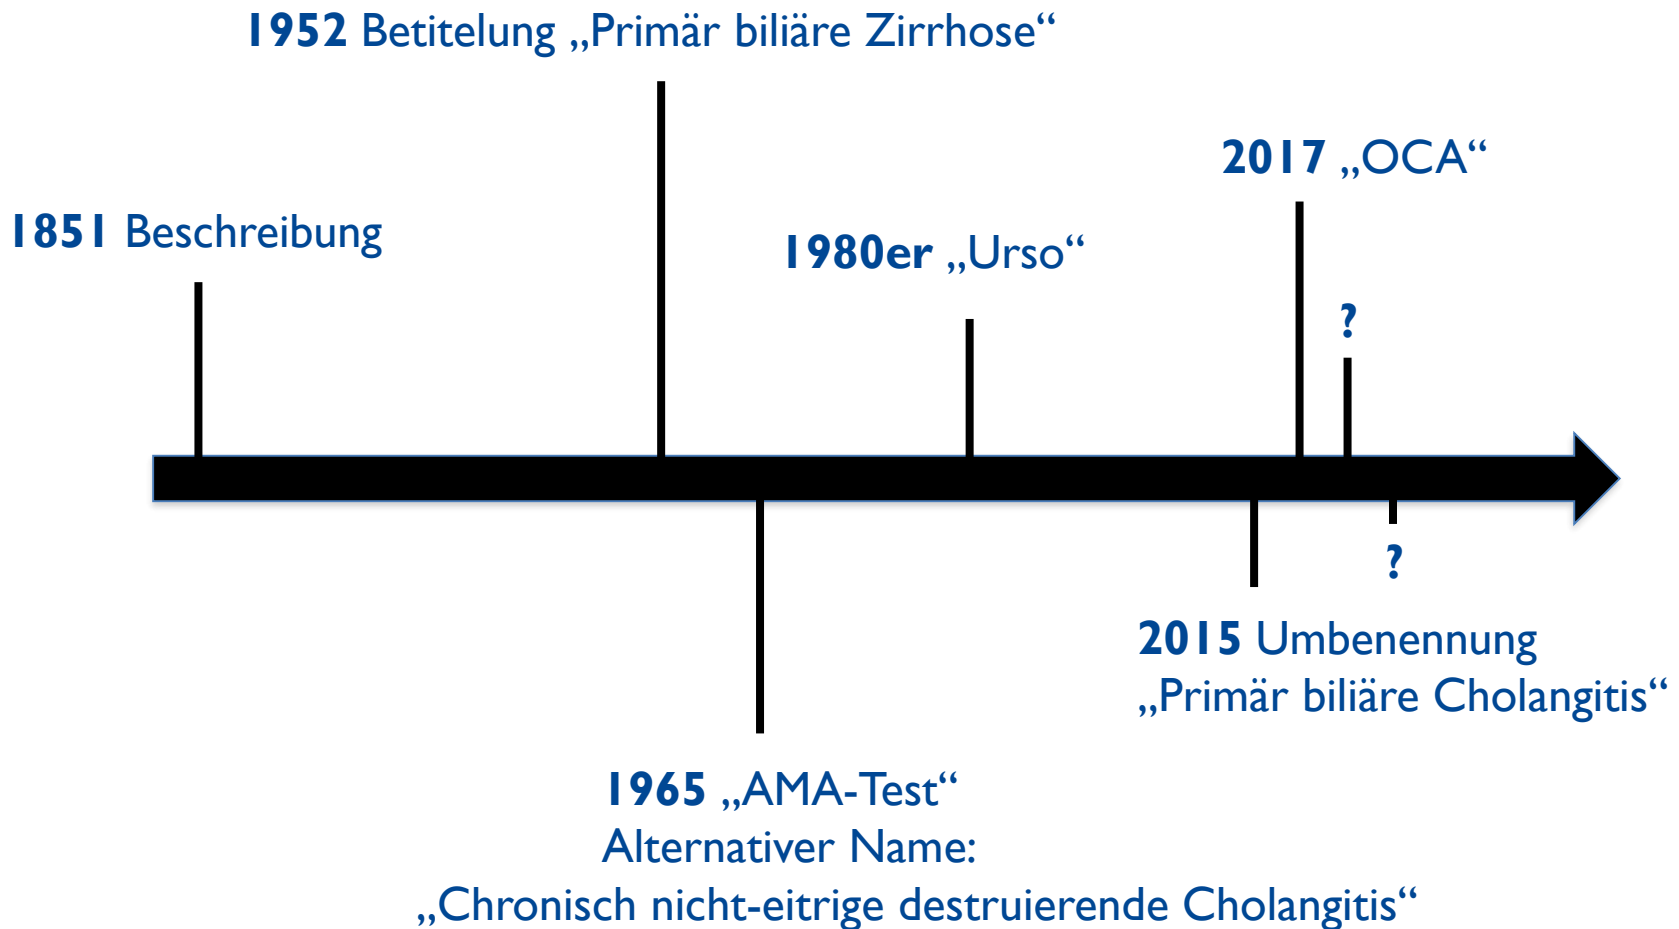 1952 Betitelung „Primär biliäre Zirrhose“
2017 „OCA“
1851 Beschreibung
1980er „Urso“
?
?
2015 Umbenennung
„Primär biliäre Cholangitis“
1965 „AMA-Test“
Alternativer Name:
„Chronisch nicht-eitrige destruierende Cholangitis“